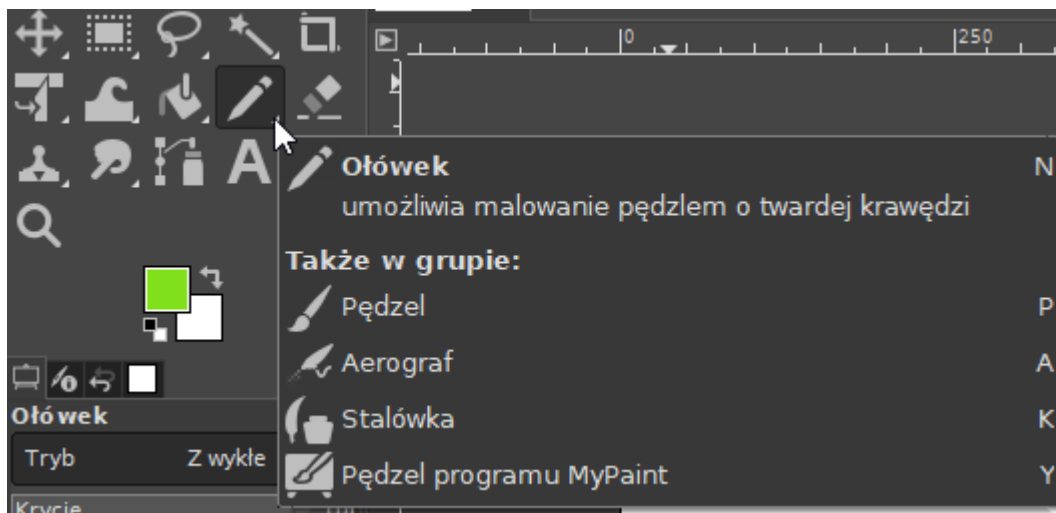 0 250
Ołówek N
umożliwia malowanie pędzlem o twardej krawędzi
Także w grupie:
Pędzel P
Aerograf A
Stalówka K
Pędzel programu MyPaint Y
Ołówek
Tryb Zwykłe
Krycie